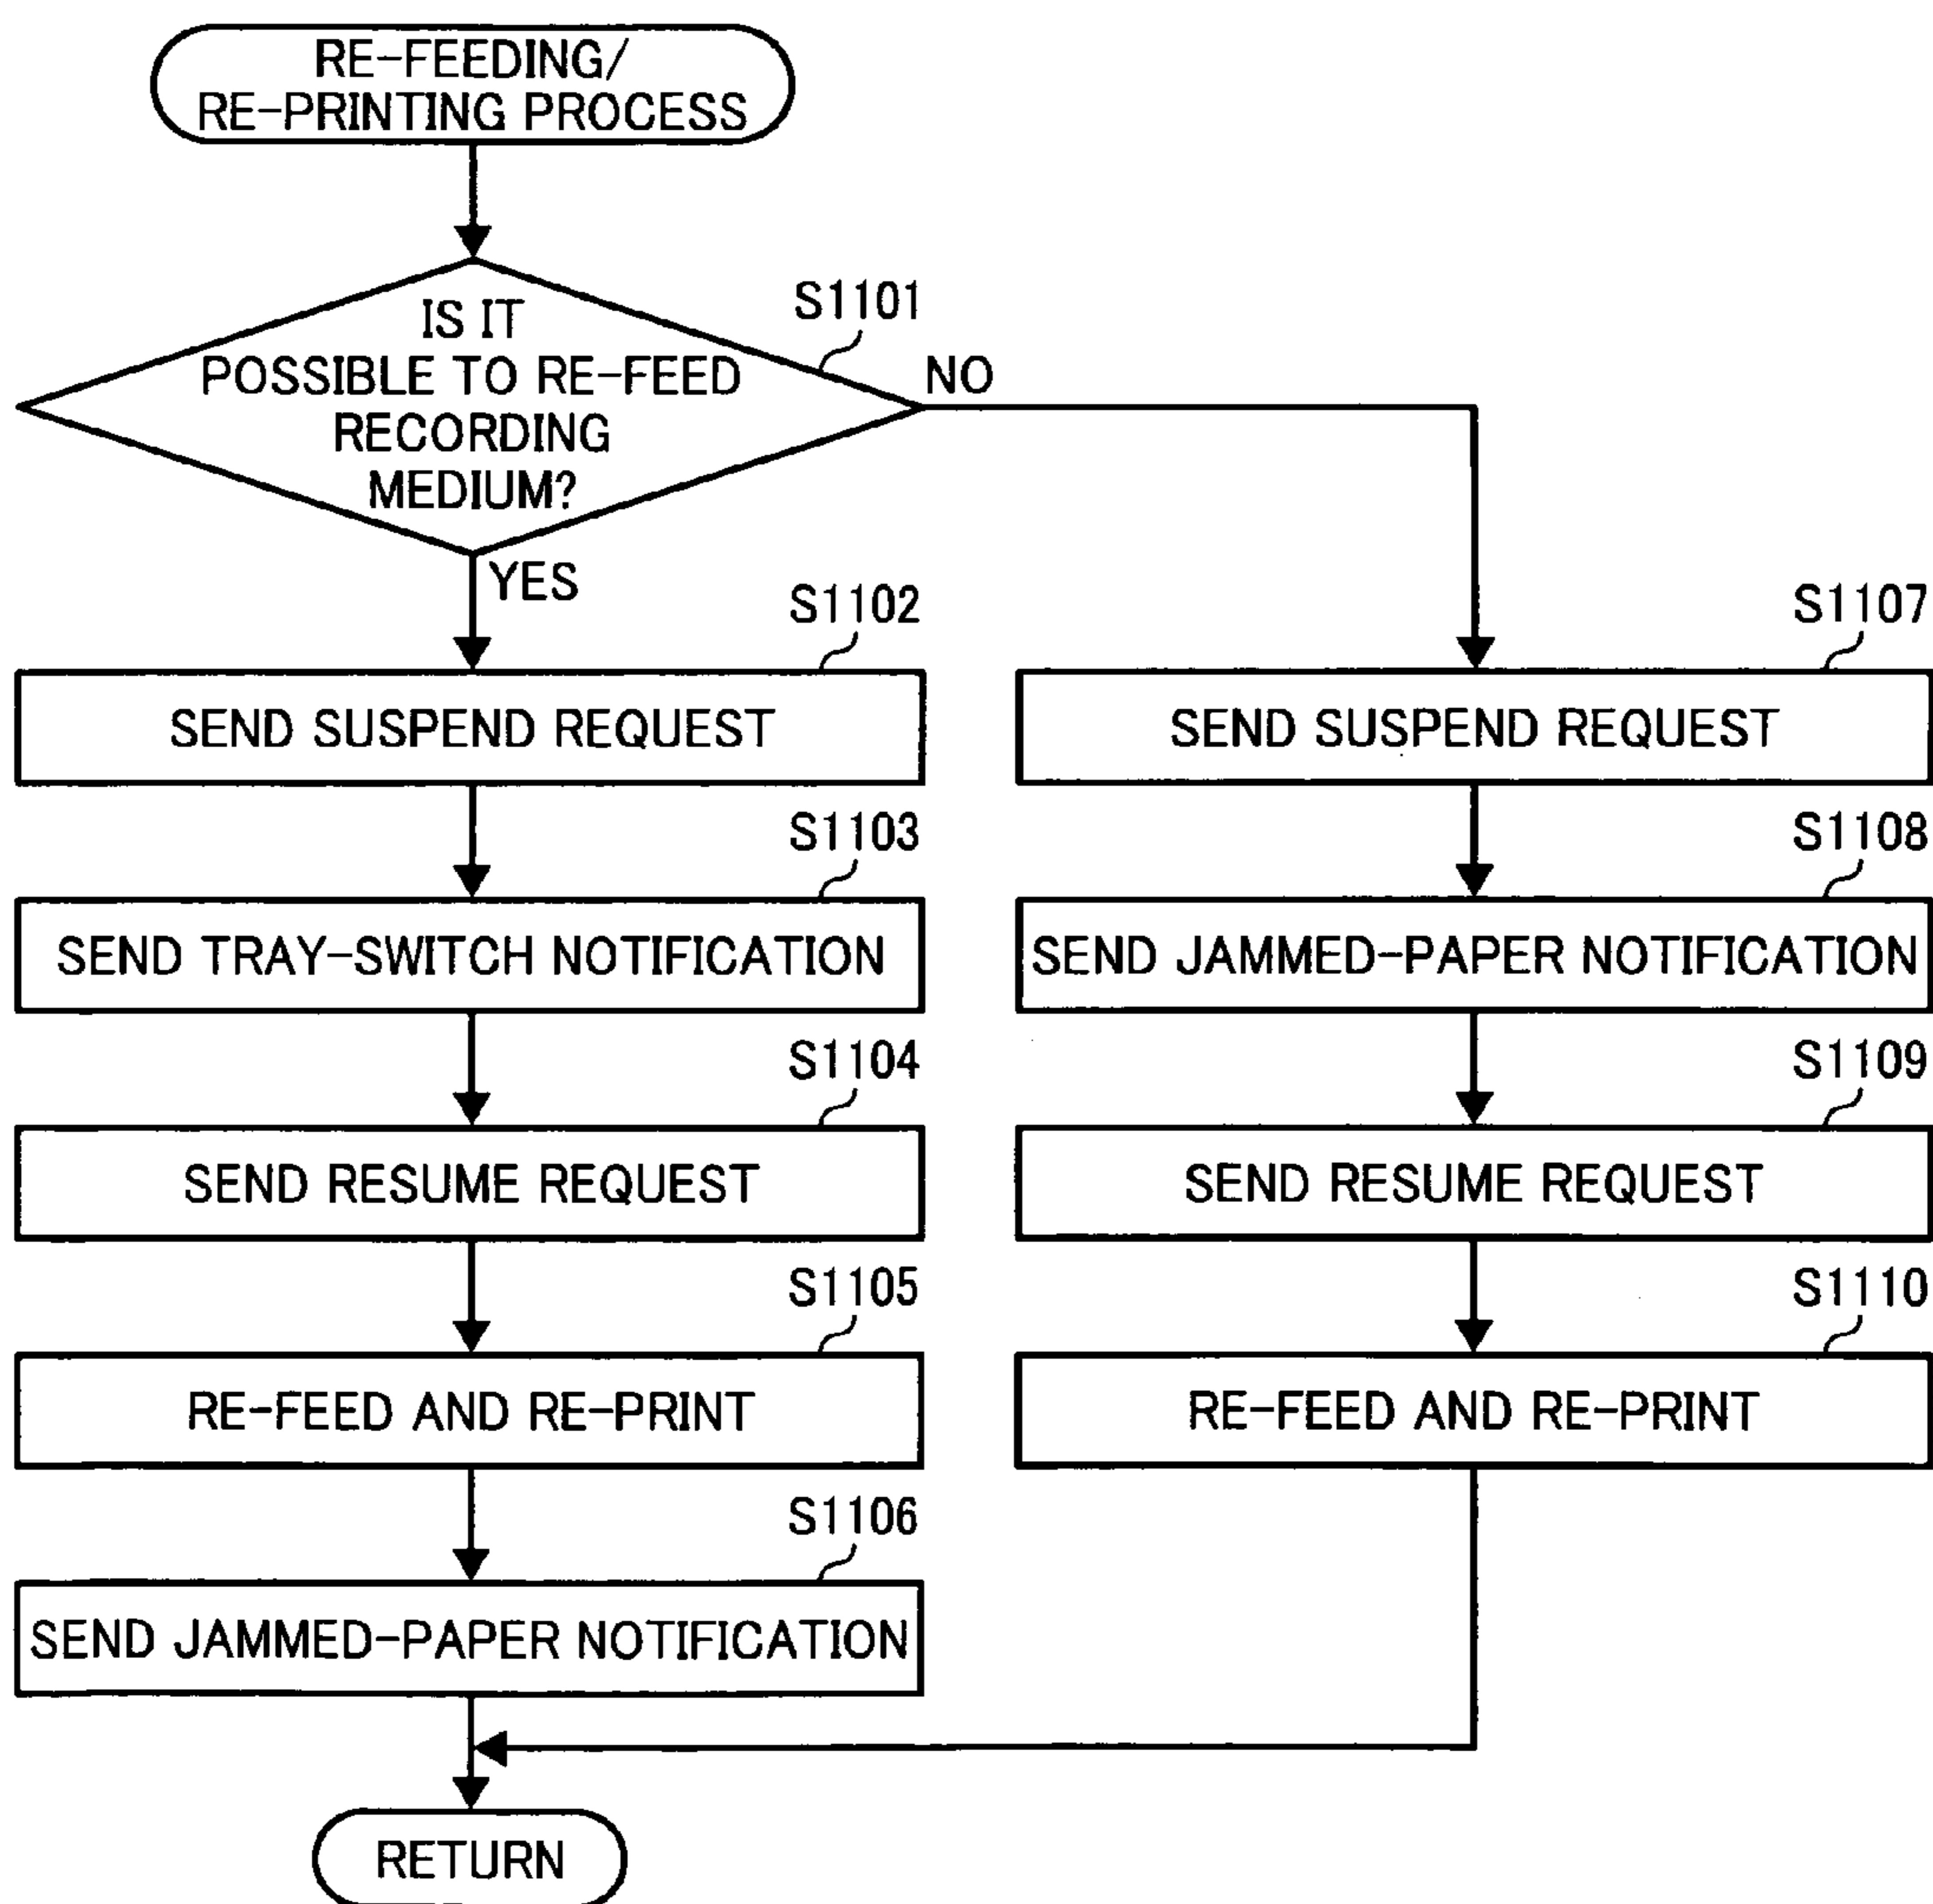 RE-FEEDING/
RE-PRINTING PROCESS
S1101
IS IT
POSSIBLE TO RE-FEED
RECORDING
MEDIUM?
NO
YES
S1102
SEND SUSPEND REQUEST
S1103
SEND TRAY-SWITCH NOTIFICATION
S1104
SEND RESUME REQUEST
S1105
RE-FEED AND RE-PRINT
S1106
SEND JAMMED-PAPER NOTIFICATION
S1107
SEND SUSPEND REQUEST
S1108
SEND JAMMED-PAPER NOTIFICATION
S1109
SEND RESUME REQUEST
S1110
RE-FEED AND RE-PRINT
RETURN